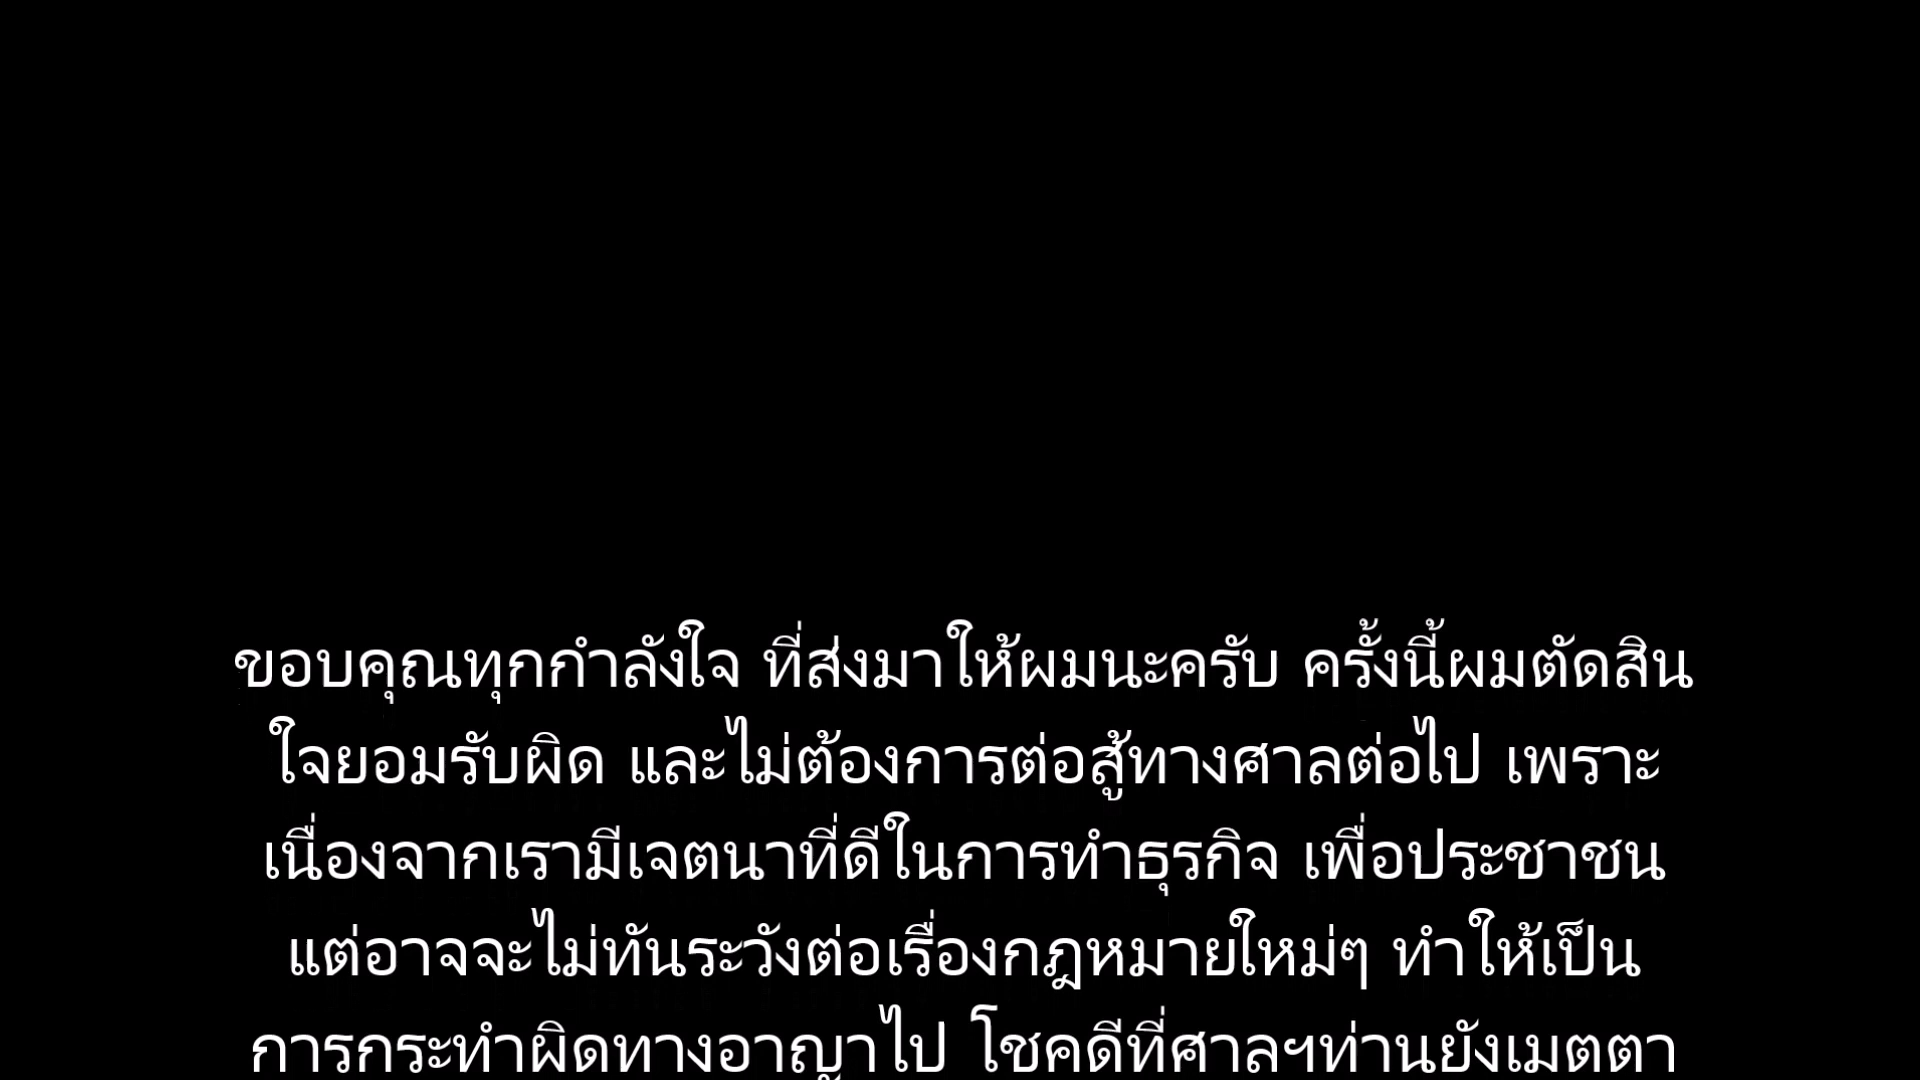 ขอบคุณทุกกำลังใจ ที่ส่งมาให้ผมนะครับ ครั้งนี้ผมตัดสิน
ใจยอมรับผิด และไม่ต้องการต่อสู้ทางศาลต่อไป เพราะ
เนื่องจากเรามีเจตนาที่ดีในการทำธุรกิจ เพื่อประชาชน
แต่อาจจะไม่ทันระวังต่อเรื่องกฎหมายใหม่ๆ ทำให้เป็น
การกระทำผิดทางอาญาไป โชคดีที่ศาลฯท่านยังเมตตา